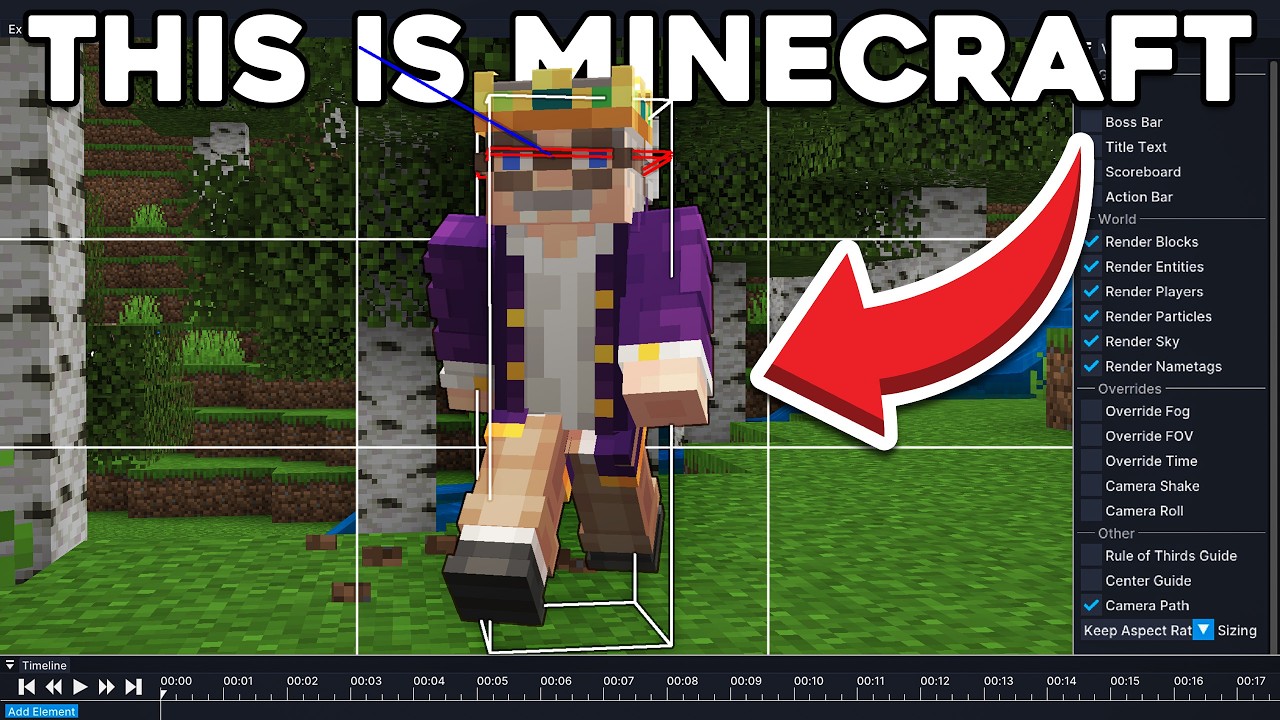 THIS IS MINECRAFT
Ex
Boss Bar
Title Text
Scoreboard
Action Bar
World
Render Blocks
Render Entities
Render Players
Render Particles
Render Sky
Render Nametags
Overrides
Override Fog
Override FOV
Override Time
Camera Shake
Camera Roll
Other
Rule of Thirds Guide
Center Guide
Camera Path
Keep Aspect Rat Sizing
Timeline
00:00 00:01 00:02 00:03 00:04 00:05 00:06 00:07 00:08 00:09 00:10 00:11 00:12 00:13 00:14 00:15 00:16 00:17
Add Element